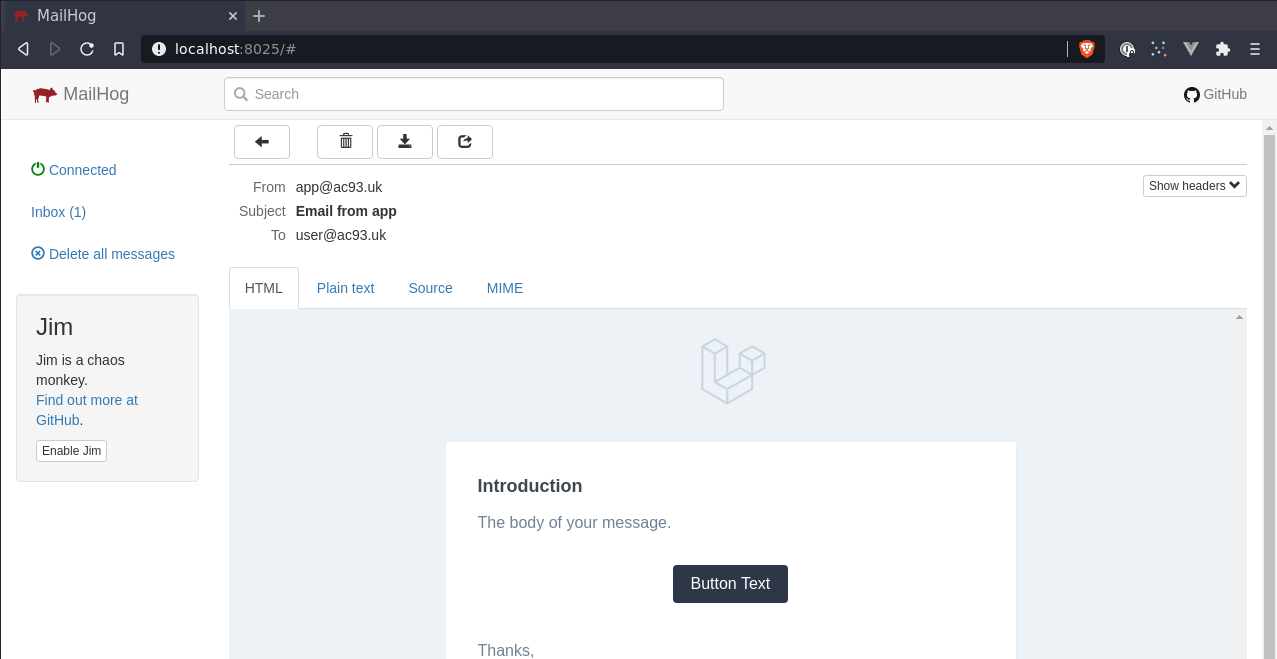 MailHog
localhost:8025/#
MailHog
Search
GitHub
Connected
Inbox (1)
Delete all messages
Jim
Jim is a chaos
monkey.
Find out more at
GitHub.
Enable Jim
From app@ac93.uk
Show headers
Subject Email from app
To user@ac93.uk
HTML Plain text Source MIME
Introduction
The body of your message.
Button Text
Thanks,